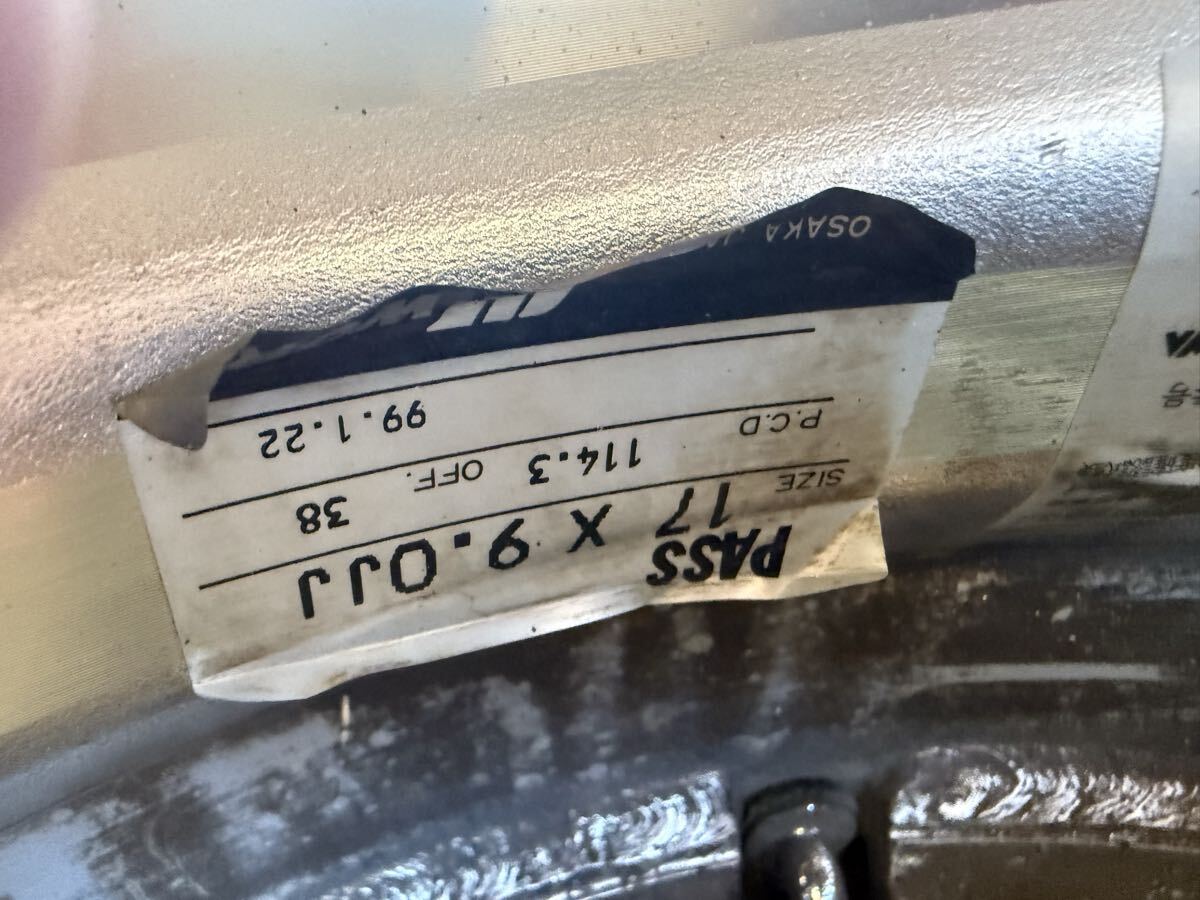 PASS
SIZE 17 X 9.0JJ
P.C.D 114.3 OFF. 38
99.1.22
OSAKA